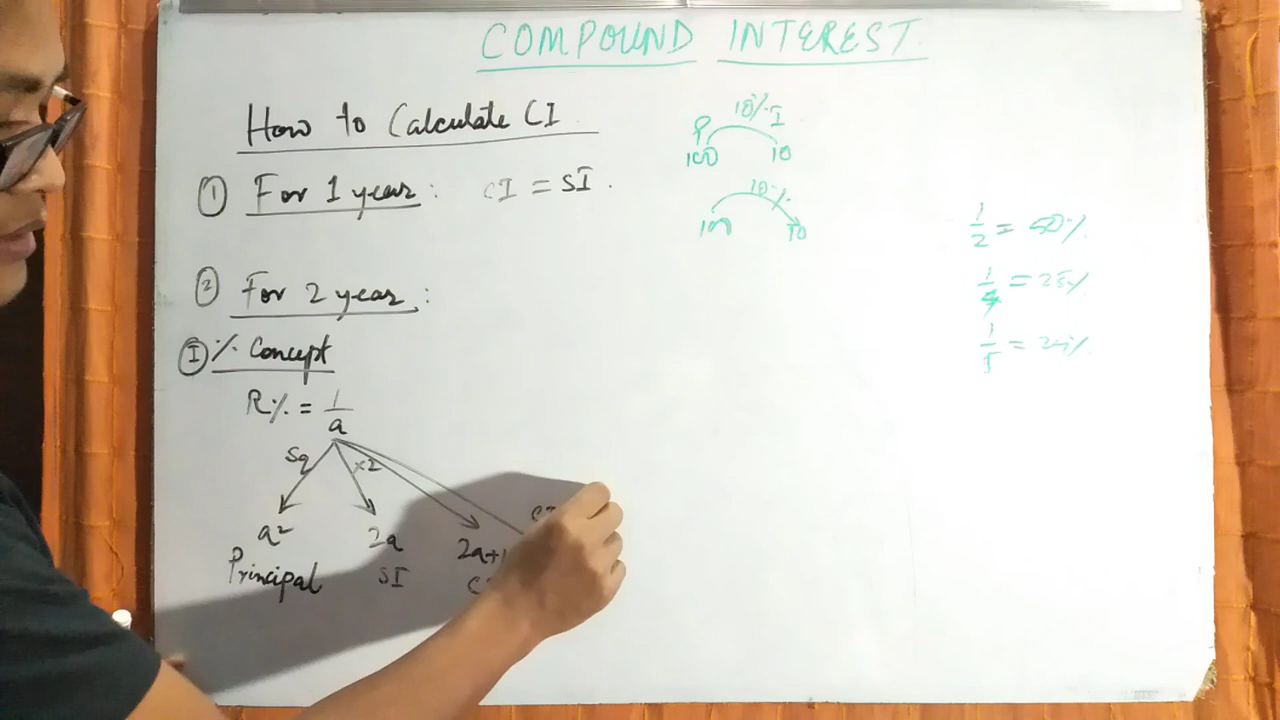 COMPOUND INTEREST
How to Calculate CI
① For 1 year : CI = SI .
② For 2 year :
Ⓘ % Concept
R% = 1/a
Sq ×2
a² 2a 2a+1
Principal SI
P 10% I
100 10
10%
100 10
1/2 = 50%
1/4 = 25%
1/5 = 20%